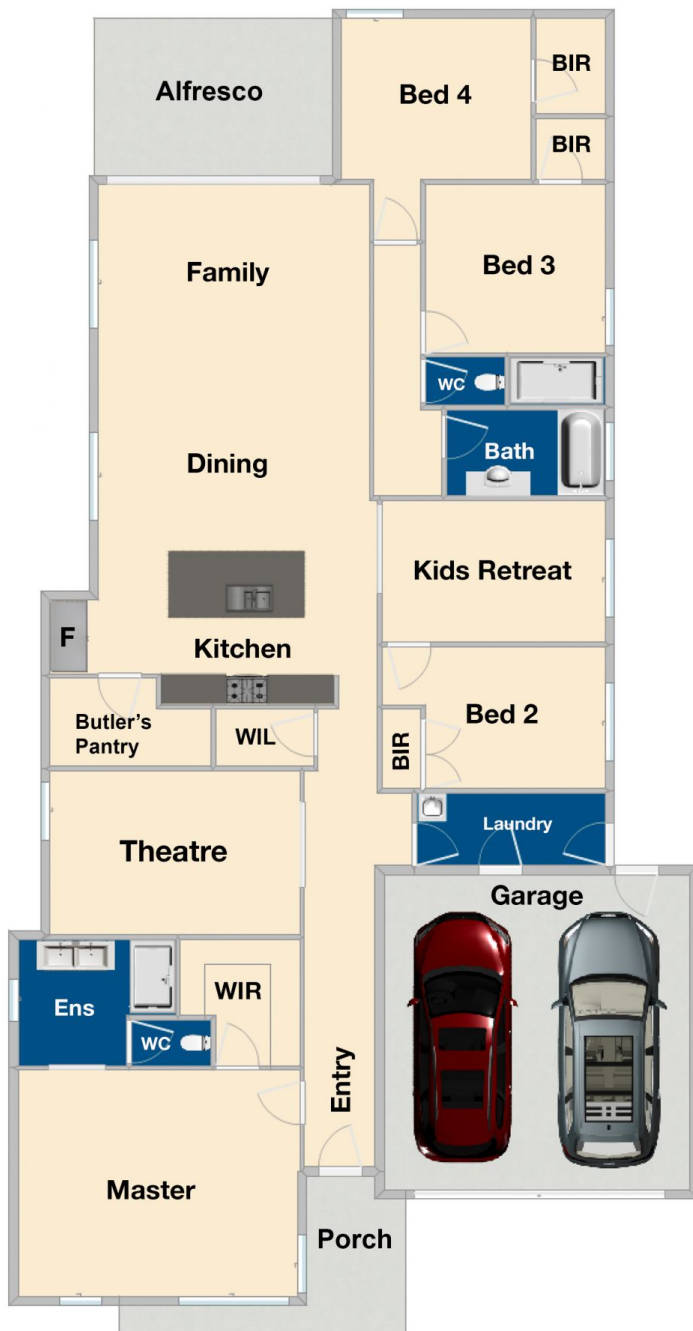 Alfresco
Bed 4
BIR
BIR
Family
Bed 3
WC
Dining
Bath
Kids Retreat
F
Kitchen
Butler's
Pantry
WIL
BIR
Bed 2
Theatre
Laundry
Garage
Ens
WIR
WC
Entry
Master
Porch